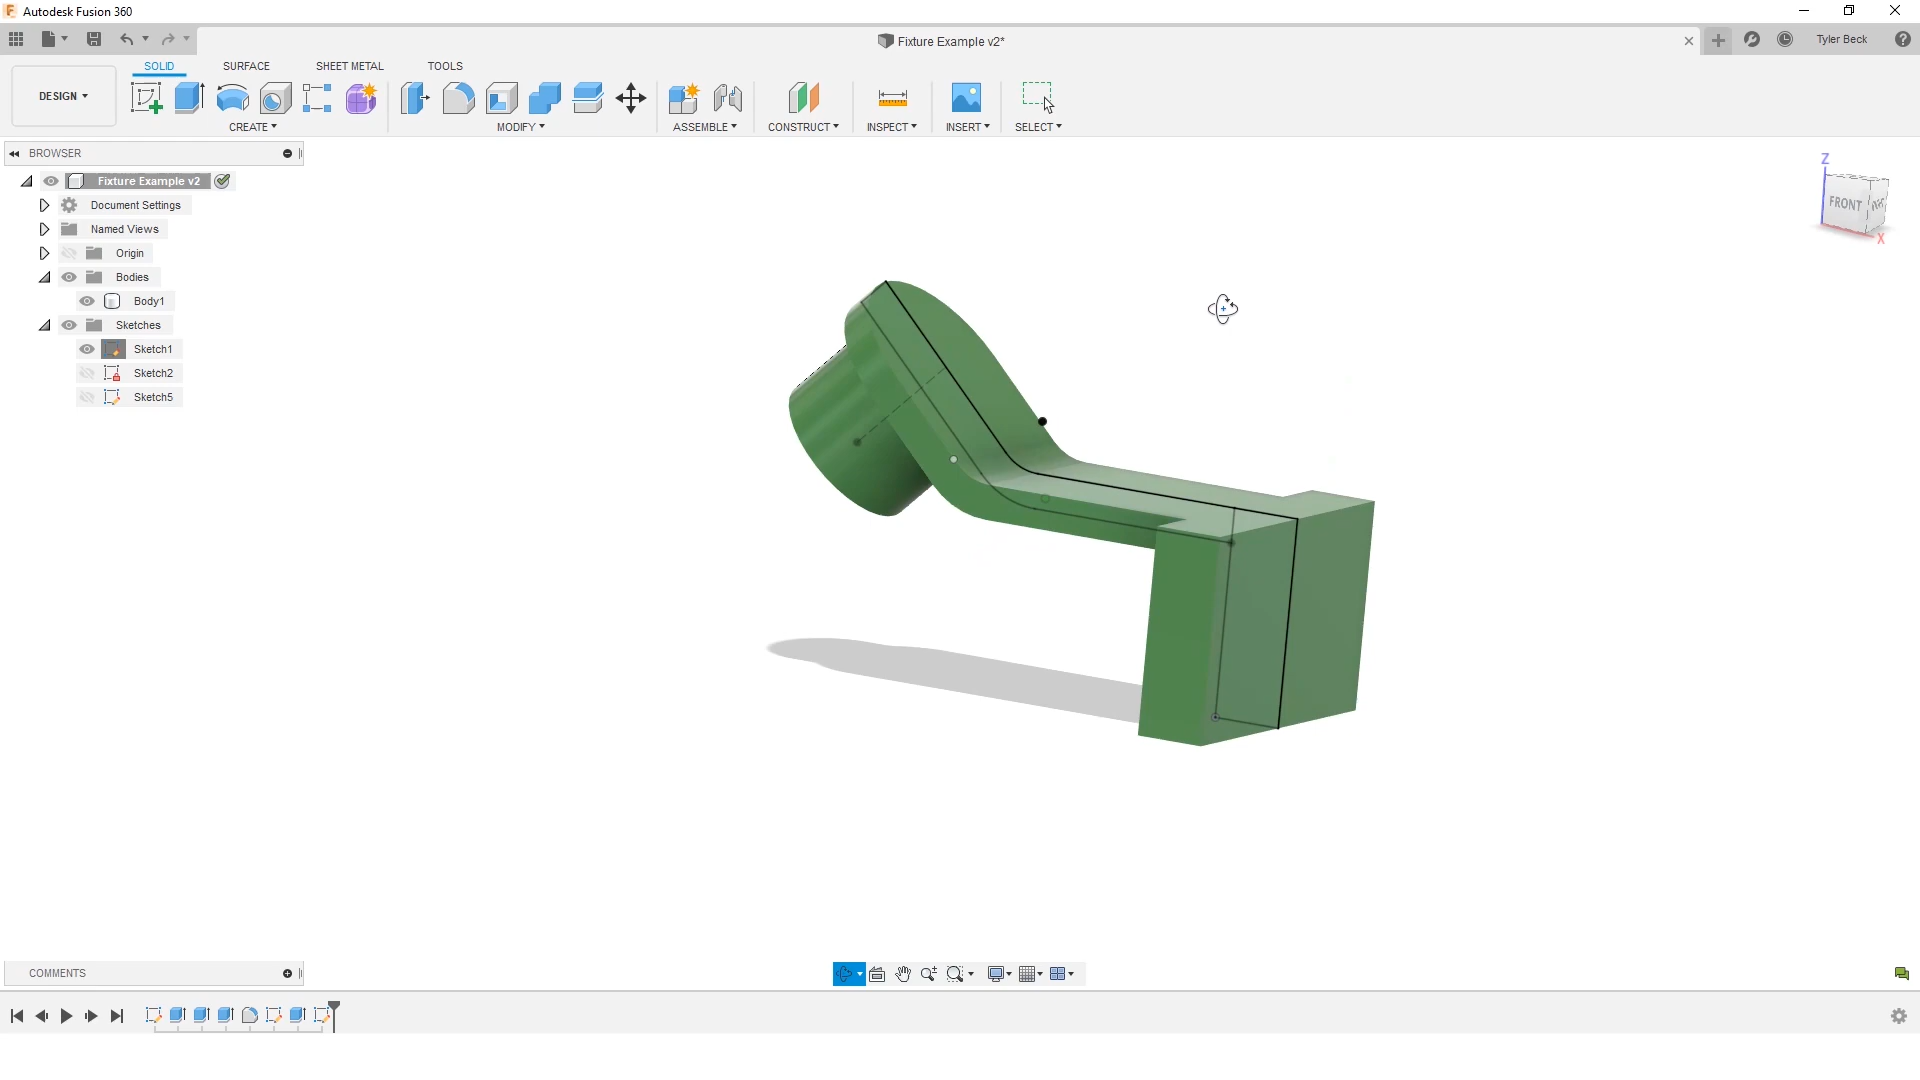 Autodesk Fusion 360
Fixture Example v2*
Tyler Beck
SOLID SURFACE SHEET METAL TOOLS
DESIGN
CREATE MODIFY ASSEMBLE CONSTRUCT INSPECT INSERT SELECT
BROWSER
Fixture Example v2
Document Settings
Named Views
Origin
Bodies
Body1
Sketches
Sketch1
Sketch2
Sketch5
Z
FRONT
X
COMMENTS